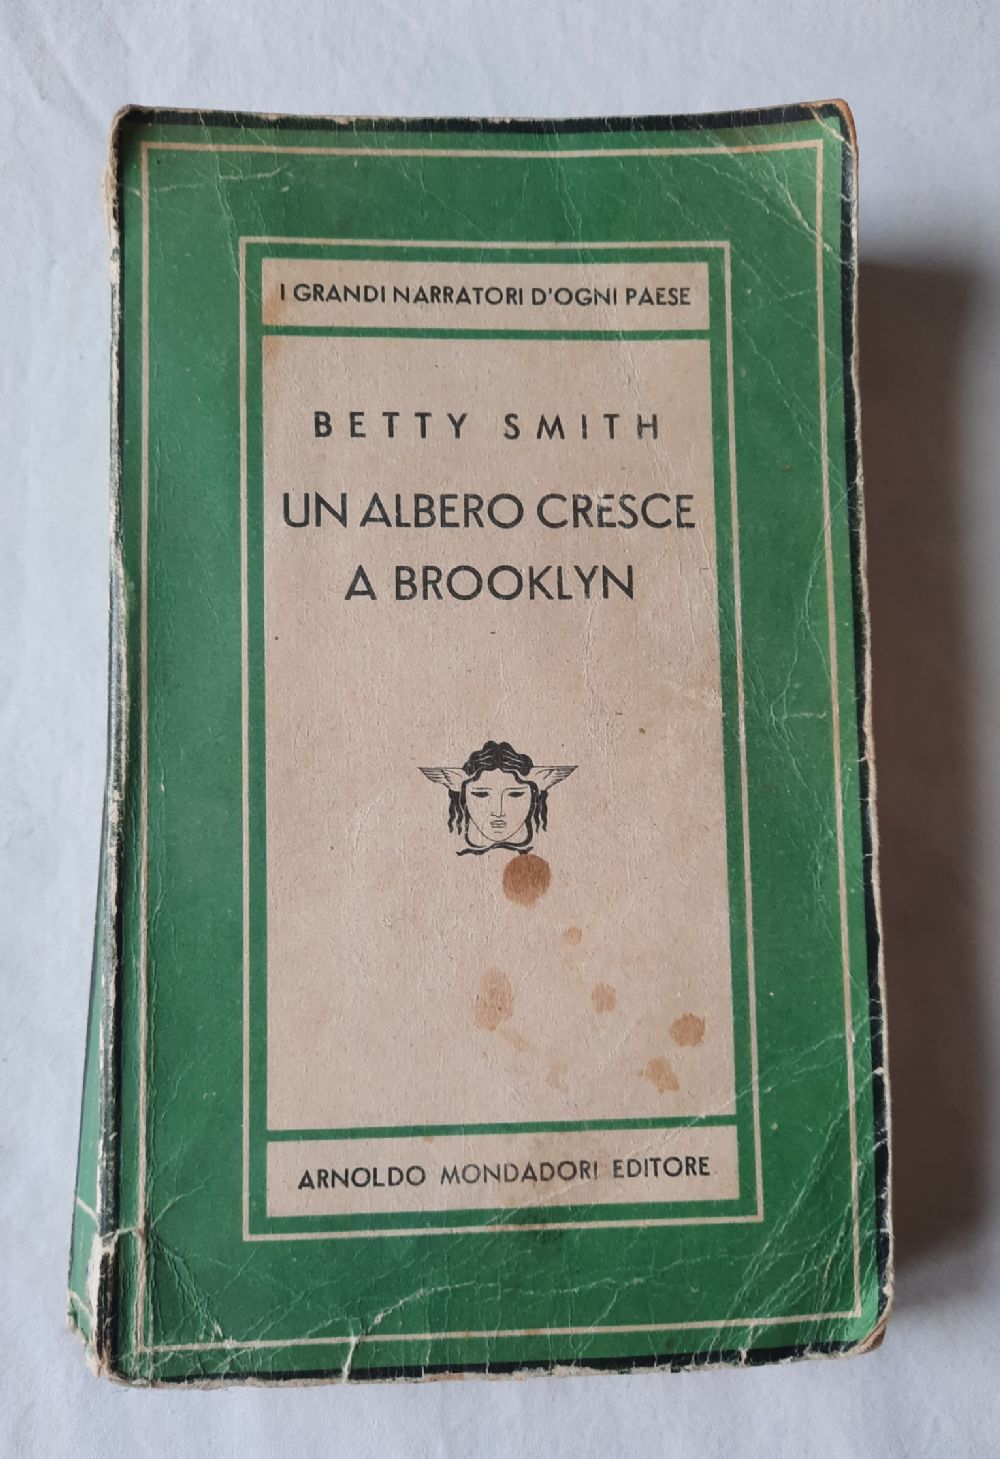 I GRANDI NARRATORI D'OGNI PAESE
BETTY SMITH
UN ALBERO CRESCE
A BROOKLYN
ARNOLDO MONDADORI EDITORE